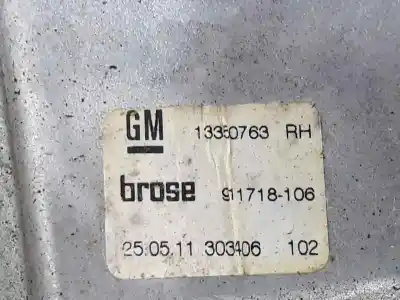 GM 13350763 RH
brose 911718-106
25.05.11 303406 102